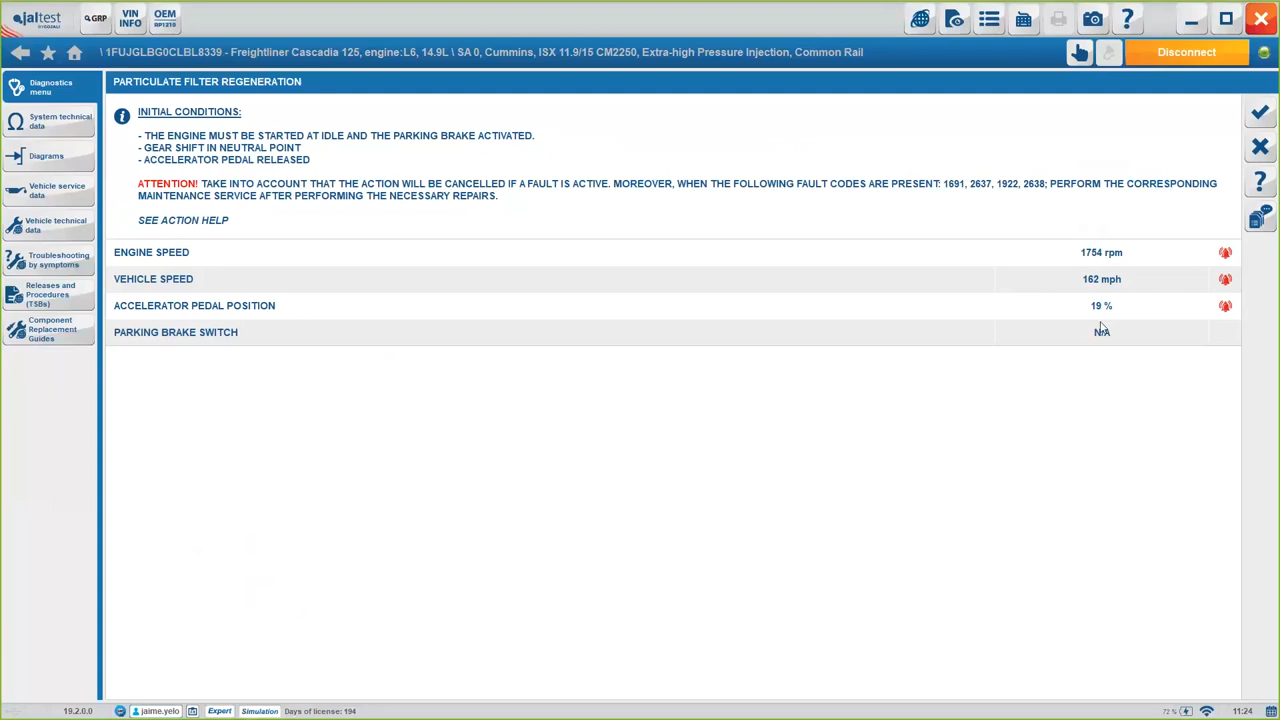 jaltest
BY COJALI
GRP
VIN INFO
OEM
RP1210
?
\ 1FUJGLBG0CLBL8339 - Freightliner Cascadia 125, engine:L6, 14.9L \ SA 0, Cummins, ISX 11.9/15 CM2250, Extra-high Pressure Injection, Common Rail
Disconnect
Diagnostics menu
System technical data
Diagrams
Vehicle service data
Vehicle technical data
Troubleshooting by symptoms
Releases and Procedures (TSBs)
Component Replacement Guides
PARTICULATE FILTER REGENERATION
INITIAL CONDITIONS:
- THE ENGINE MUST BE STARTED AT IDLE AND THE PARKING BRAKE ACTIVATED.
- GEAR SHIFT IN NEUTRAL POINT
- ACCELERATOR PEDAL RELEASED
ATTENTION! TAKE INTO ACCOUNT THAT THE ACTION WILL BE CANCELLED IF A FAULT IS ACTIVE. MOREOVER, WHEN THE FOLLOWING FAULT CODES ARE PRESENT: 1691, 2637, 1922, 2638; PERFORM THE CORRESPONDING
MAINTENANCE SERVICE AFTER PERFORMING THE NECESSARY REPAIRS.
SEE ACTION HELP
ENGINE SPEED 1754 rpm
VEHICLE SPEED 162 mph
ACCELERATOR PEDAL POSITION 19 %
PARKING BRAKE SWITCH N/A
?
19.2.0.0 jaime.yelo Expert Simulation Days of license: 194 72 % 11:24